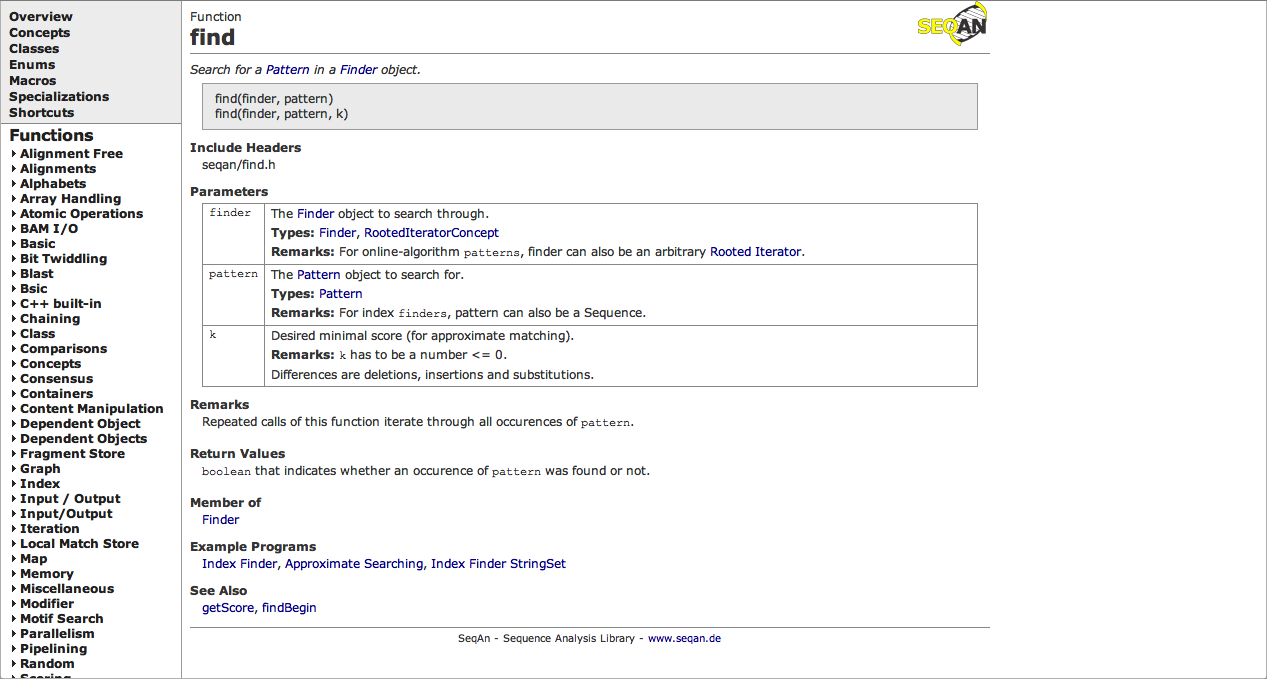 Overview
Concepts
Classes
Enums
Macros
Specializations
Shortcuts
Functions
Alignment Free
Alignments
Alphabets
Array Handling
Atomic Operations
BAM I/O
Basic
Bit Twiddling
Blast
Bsic
C++ built-in
Chaining
Class
Comparisons
Concepts
Consensus
Containers
Content Manipulation
Dependent Object
Dependent Objects
Fragment Store
Graph
Index
Input / Output
Input/Output
Iteration
Local Match Store
Map
Memory
Miscellaneous
Modifier
Motif Search
Parallelism
Pipelining
Random
Function
find
SEQAN
Search for a Pattern in a Finder object.
find(finder, pattern)
find(finder, pattern, k)
Include Headers
seqan/find.h
Parameters
finder
The Finder object to search through.
Types: Finder, RootedIteratorConcept
Remarks: For online-algorithm patterns, finder can also be an arbitrary Rooted Iterator.
pattern
The Pattern object to search for.
Types: Pattern
Remarks: For index finders, pattern can also be a Sequence.
k
Desired minimal score (for approximate matching).
Remarks: k has to be a number <= 0.
Differences are deletions, insertions and substitutions.
Remarks
Repeated calls of this function iterate through all occurences of pattern.
Return Values
boolean that indicates whether an occurence of pattern was found or not.
Member of
Finder
Example Programs
Index Finder, Approximate Searching, Index Finder StringSet
See Also
getScore, findBegin
SeqAn - Sequence Analysis Library - www.seqan.de